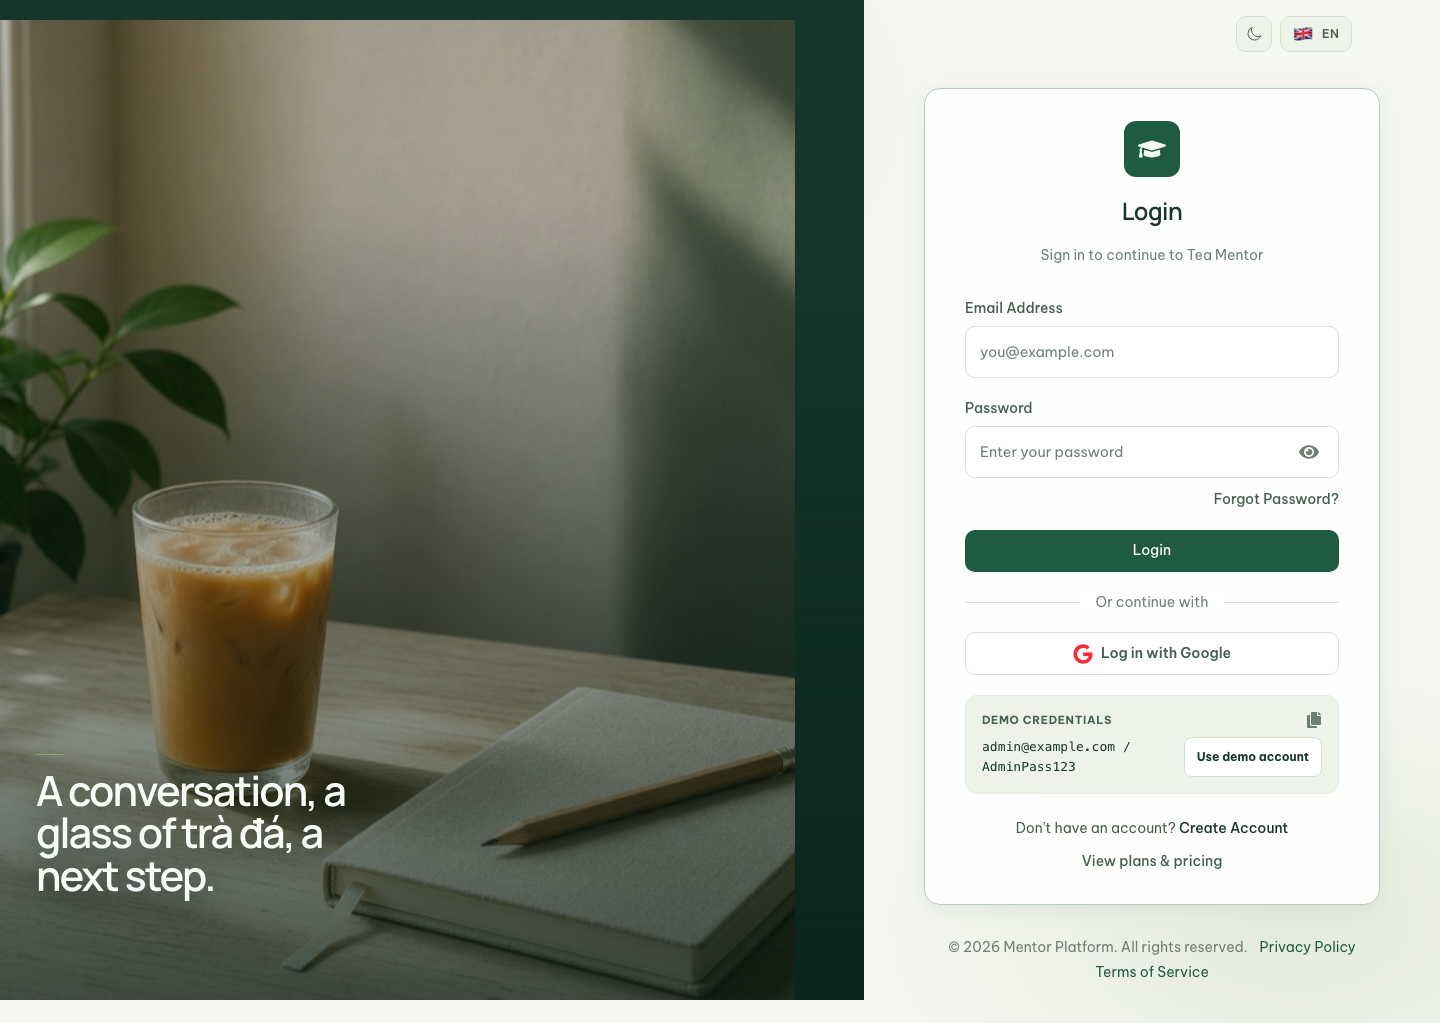 EN
Login
Sign in to continue to Tea Mentor
Email Address
you@example.com
Password
Enter your password
Forgot Password?
Login
Or continue with
Log in with Google
DEMO CREDENTIALS
admin@example.com /
AdminPass123
Use demo account
Don't have an account? Create Account
View plans & pricing
© 2026 Mentor Platform. All rights reserved. Privacy Policy
Terms of Service
A conversation, a
glass of trà đá, a
next step.